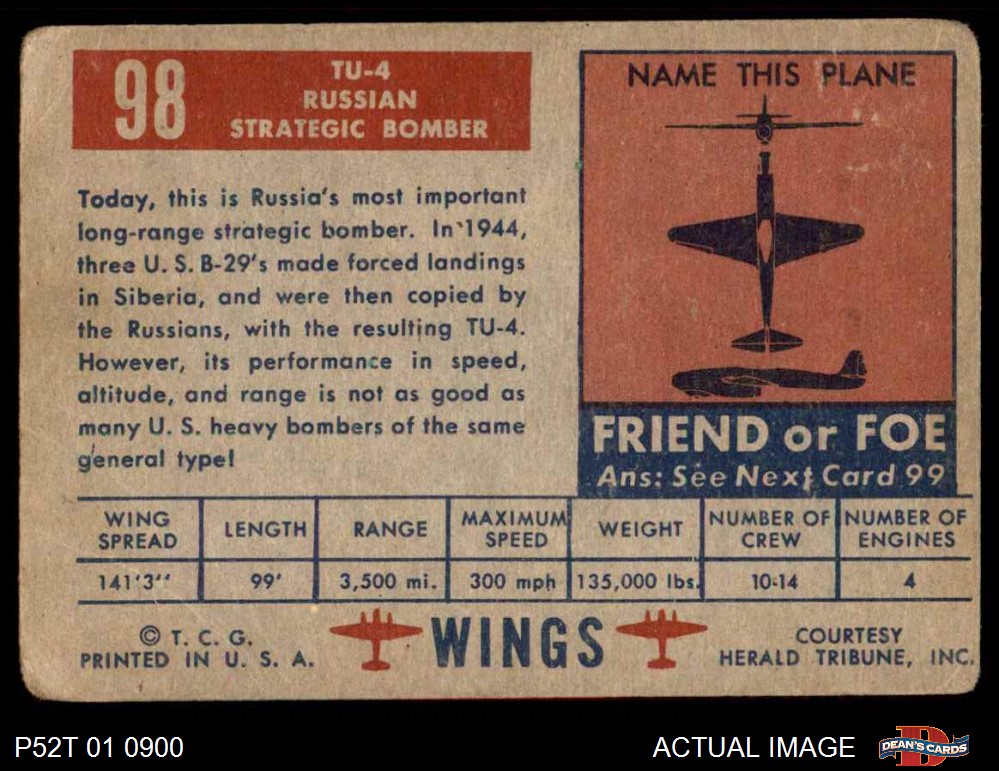 98
TU-4
RUSSIAN
STRATEGIC BOMBER
Today, this is Russia's most important
long-range strategic bomber. In 1944,
three U. S. B-29's made forced landings
in Siberia, and were then copied by
the Russians, with the resulting TU-4.
However, its performance in speed,
altitude, and range is not as good as
many U. S. heavy bombers of the same
general type!
NAME THIS PLANE
FRIEND or FOE
Ans: See Next Card 99
WING SPREAD LENGTH RANGE MAXIMUM SPEED WEIGHT NUMBER OF CREW NUMBER OF ENGINES
141'3'' 99' 3,500 mi. 300 mph 135,000 lbs. 10-14 4
© T. C. G.
PRINTED IN U. S. A.
WINGS
COURTESY
HERALD TRIBUNE, INC.
P52T 01 0900
ACTUAL IMAGE
DEAN'S CARDS